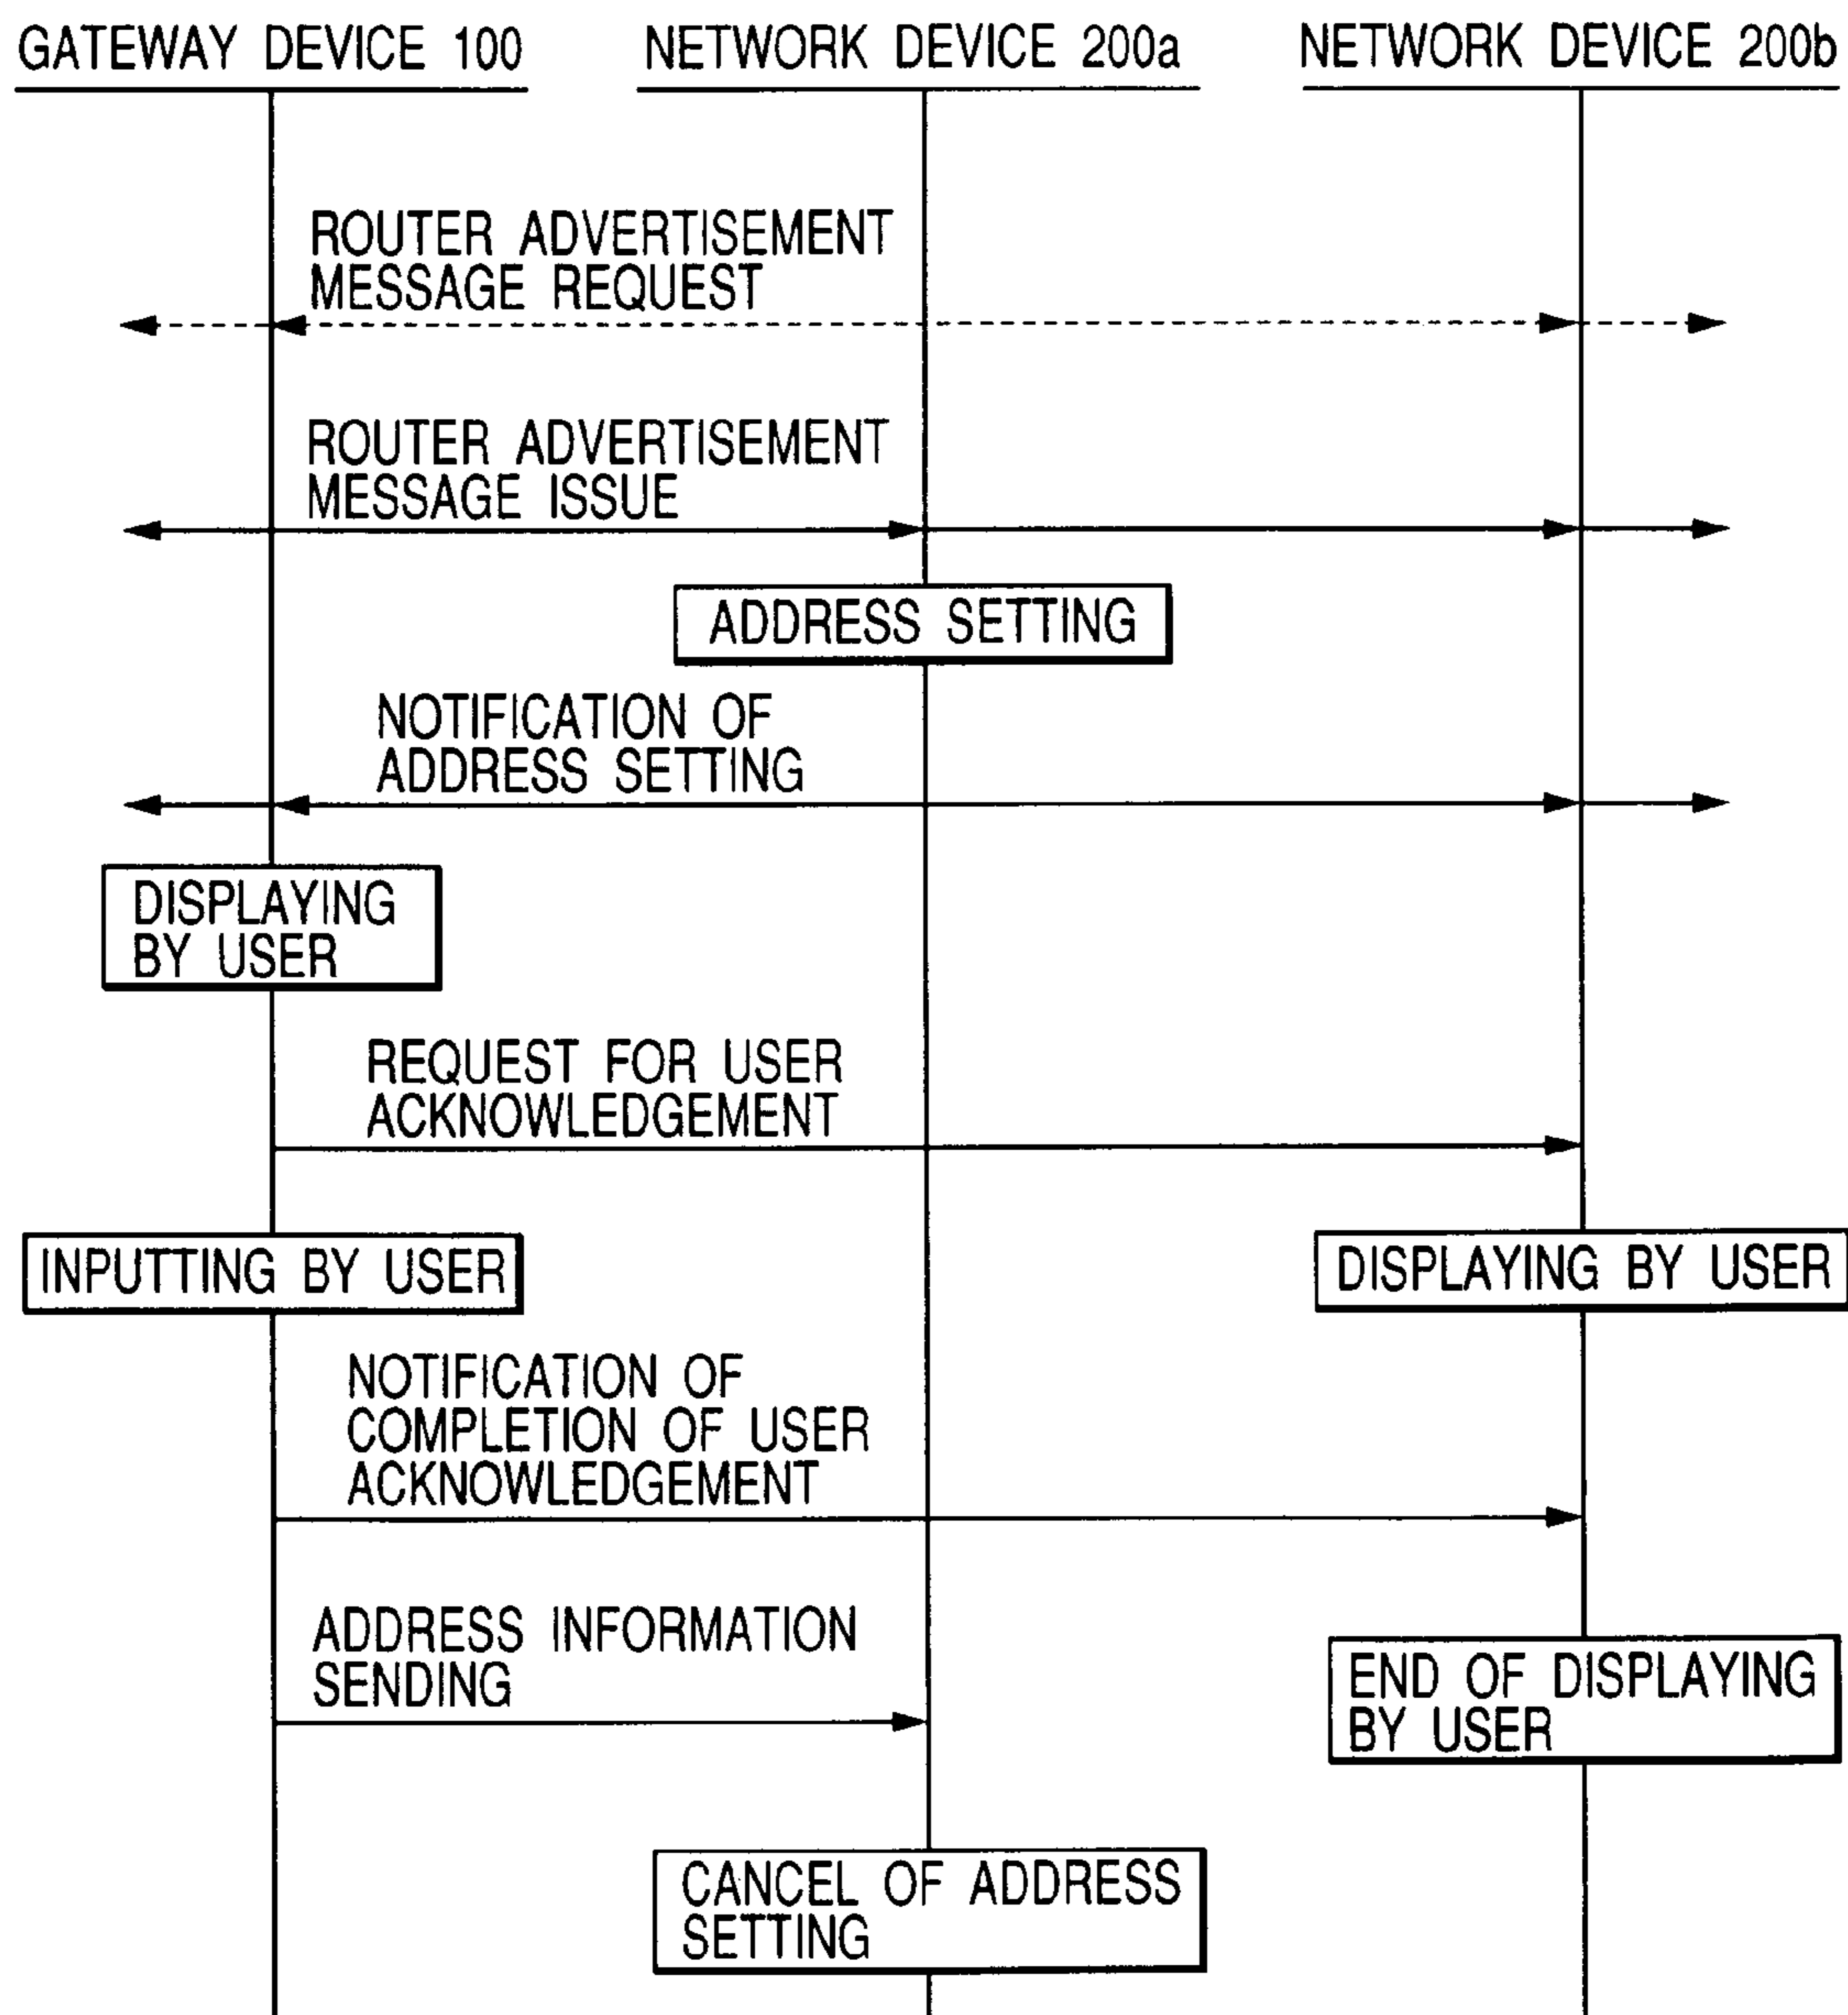 GATEWAY DEVICE 100
NETWORK DEVICE 200a
NETWORK DEVICE 200b
ROUTER ADVERTISEMENT
MESSAGE REQUEST
ROUTER ADVERTISEMENT
MESSAGE ISSUE
ADDRESS SETTING
NOTIFICATION OF
ADDRESS SETTING
DISPLAYING
BY USER
REQUEST FOR USER
ACKNOWLEDGEMENT
INPUTTING BY USER
DISPLAYING BY USER
NOTIFICATION OF
COMPLETION OF USER
ACKNOWLEDGEMENT
ADDRESS INFORMATION
SENDING
END OF DISPLAYING
BY USER
CANCEL OF ADDRESS
SETTING